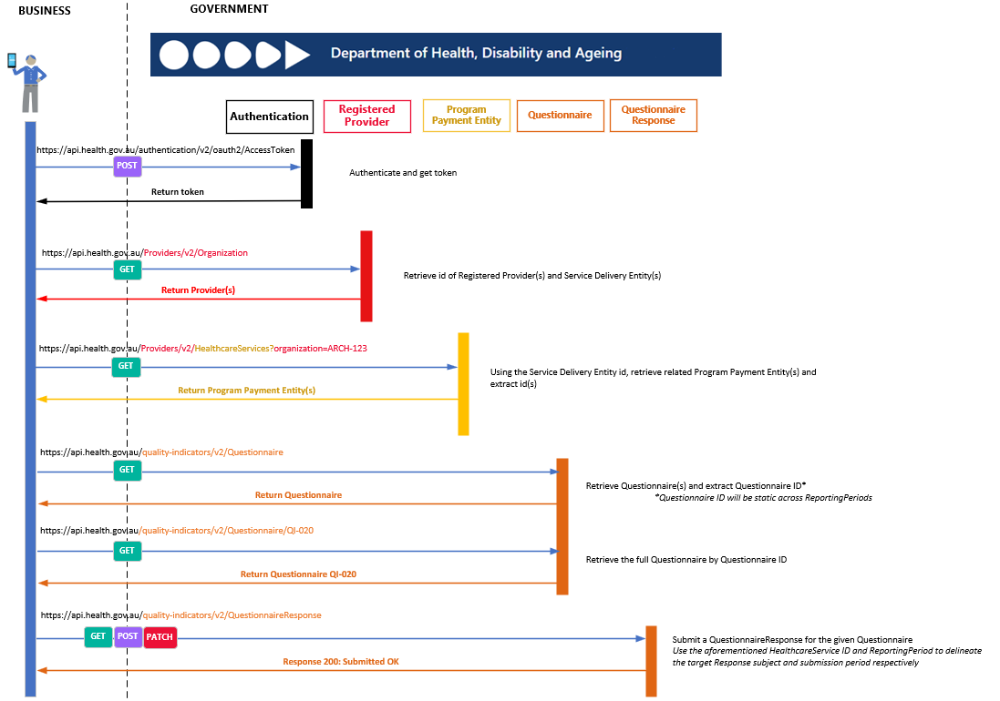 BUSINESS
GOVERNMENT
Department of Health, Disability and Ageing
Authentication
Registered
Provider
Program
Payment Entity
Questionnaire
Questionnaire
Response
https://api.health.gov.au/authentication/v2/oauth2/AccessToken
POST
Authenticate and get token
Return token
https://api.health.gov.au/Providers/v2/Organization
GET
Retrieve id of Registered Provider(s) and Service Delivery Entity(s)
Return Provider(s)
https://api.health.gov.au/Providers/v2/HealthcareServices?organization=ARCH-123
GET
Using the Service Delivery Entity id, retrieve related Program Payment Entity(s) and
extract id(s)
Return Program Payment Entity(s)
https://api.health.gov.au/quality-indicators/v2/Questionnaire
GET
Retrieve Questionnaire(s) and extract Questionnaire ID*
*Questionnaire ID will be static across ReportingPeriods
Return Questionnaire
https://api.health.gov.au/quality-indicators/v2/Questionnaire/QI-020
GET
Retrieve the full Questionnaire by Questionnaire ID
Return Questionnaire QI-020
https://api.health.gov.au/quality-indicators/v2/QuestionnaireResponse
GET POST PATCH
Submit a QuestionnaireResponse for the given Questionnaire
Use the aforementioned HealthcareService ID and ReportingPeriod to delineate
the target Response subject and submission period respectively
Response 200: Submitted OK